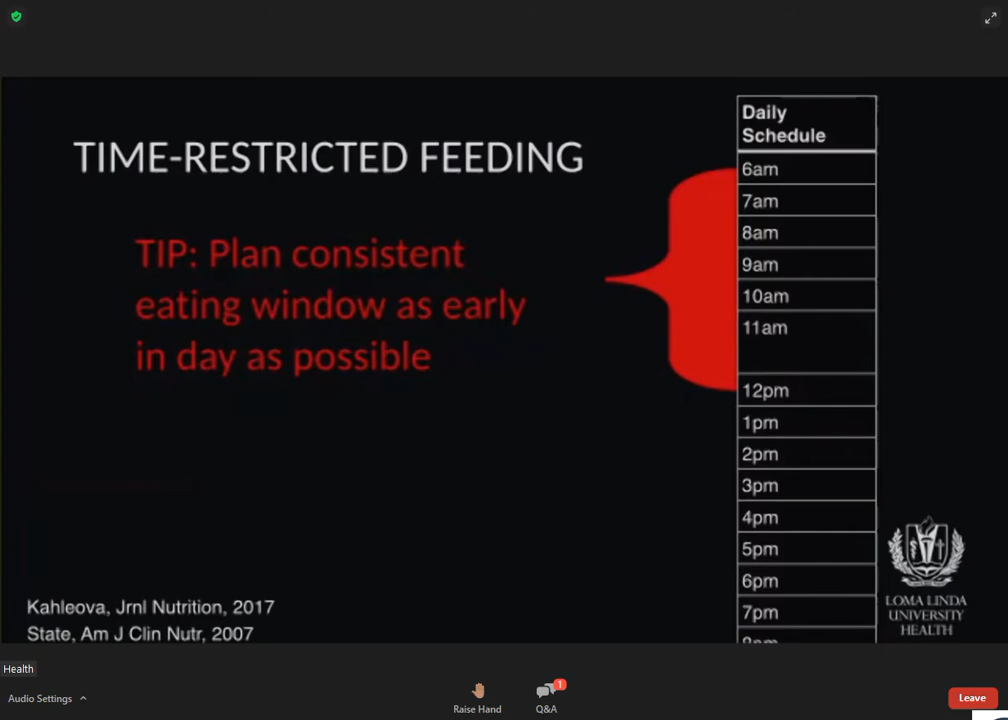 TIME-RESTRICTED FEEDING
TIP: Plan consistent
eating window as early
in day as possible
Daily
Schedule
6am
7am
8am
9am
10am
11am
12pm
1pm
2pm
3pm
4pm
5pm
6pm
7pm
8pm
LOMA LINDA
UNIVERSITY
HEALTH
Kahleova, Jrnl Nutrition, 2017
State, Am J Clin Nutr, 2007
Health
Audio Settings
Raise Hand
1
Q&A
Leave